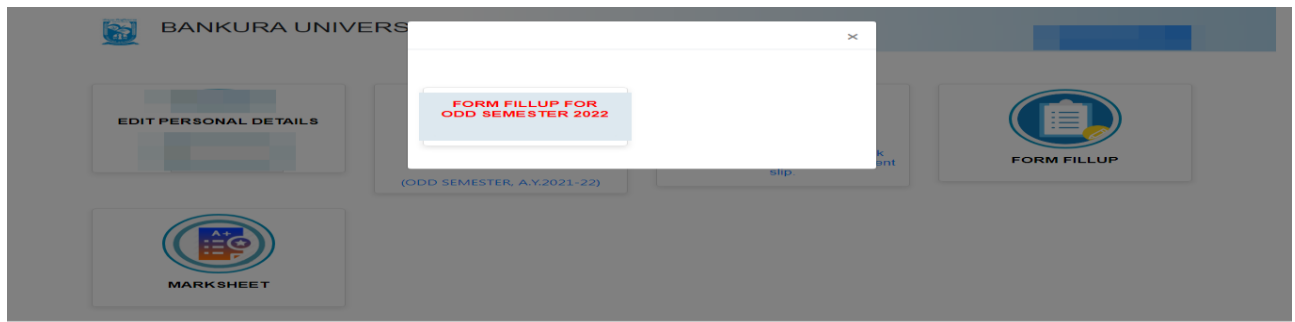 BANKURA UNIVERS
×
FORM FILLUP FOR
ODD SEMESTER 2022
EDIT PERSONAL DETAILS
(ODD SEMESTER, A.Y.2021-22)
k
ent
slip.
FORM FILLUP
A+
MARKSHEET